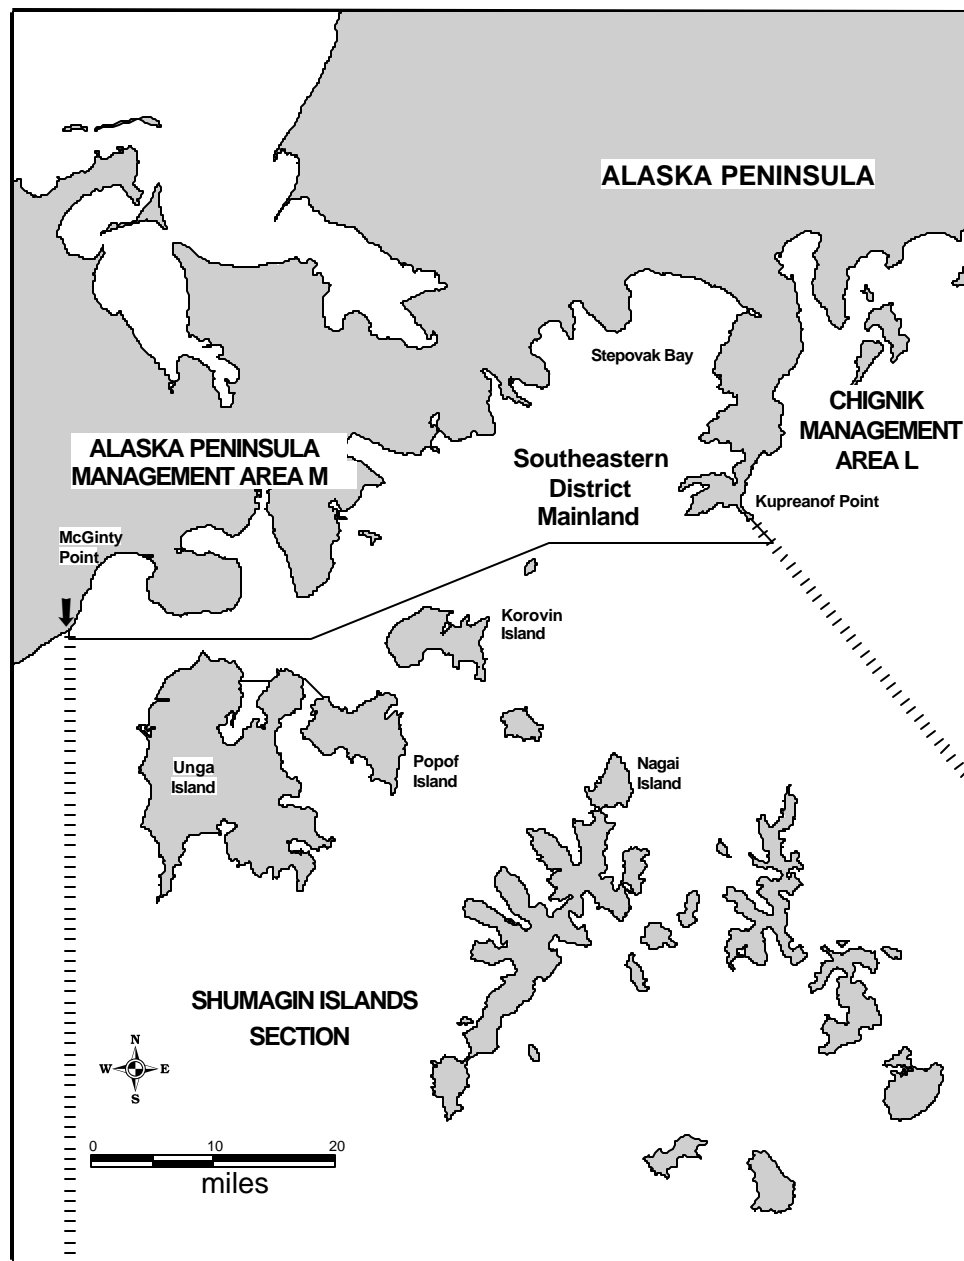 ALASKA PENINSULA
Stepovak Bay
CHIGNIK
MANAGEMENT
AREA L
ALASKA PENINSULA
MANAGEMENT AREA M
Southeastern
District
Mainland
Kupreanof Point
McGinty
Point
Korovin
Island
Unga
Island
Popof
Island
Nagai
Island
SHUMAGIN ISLANDS
SECTION
N
W E
S
0 10 20
miles